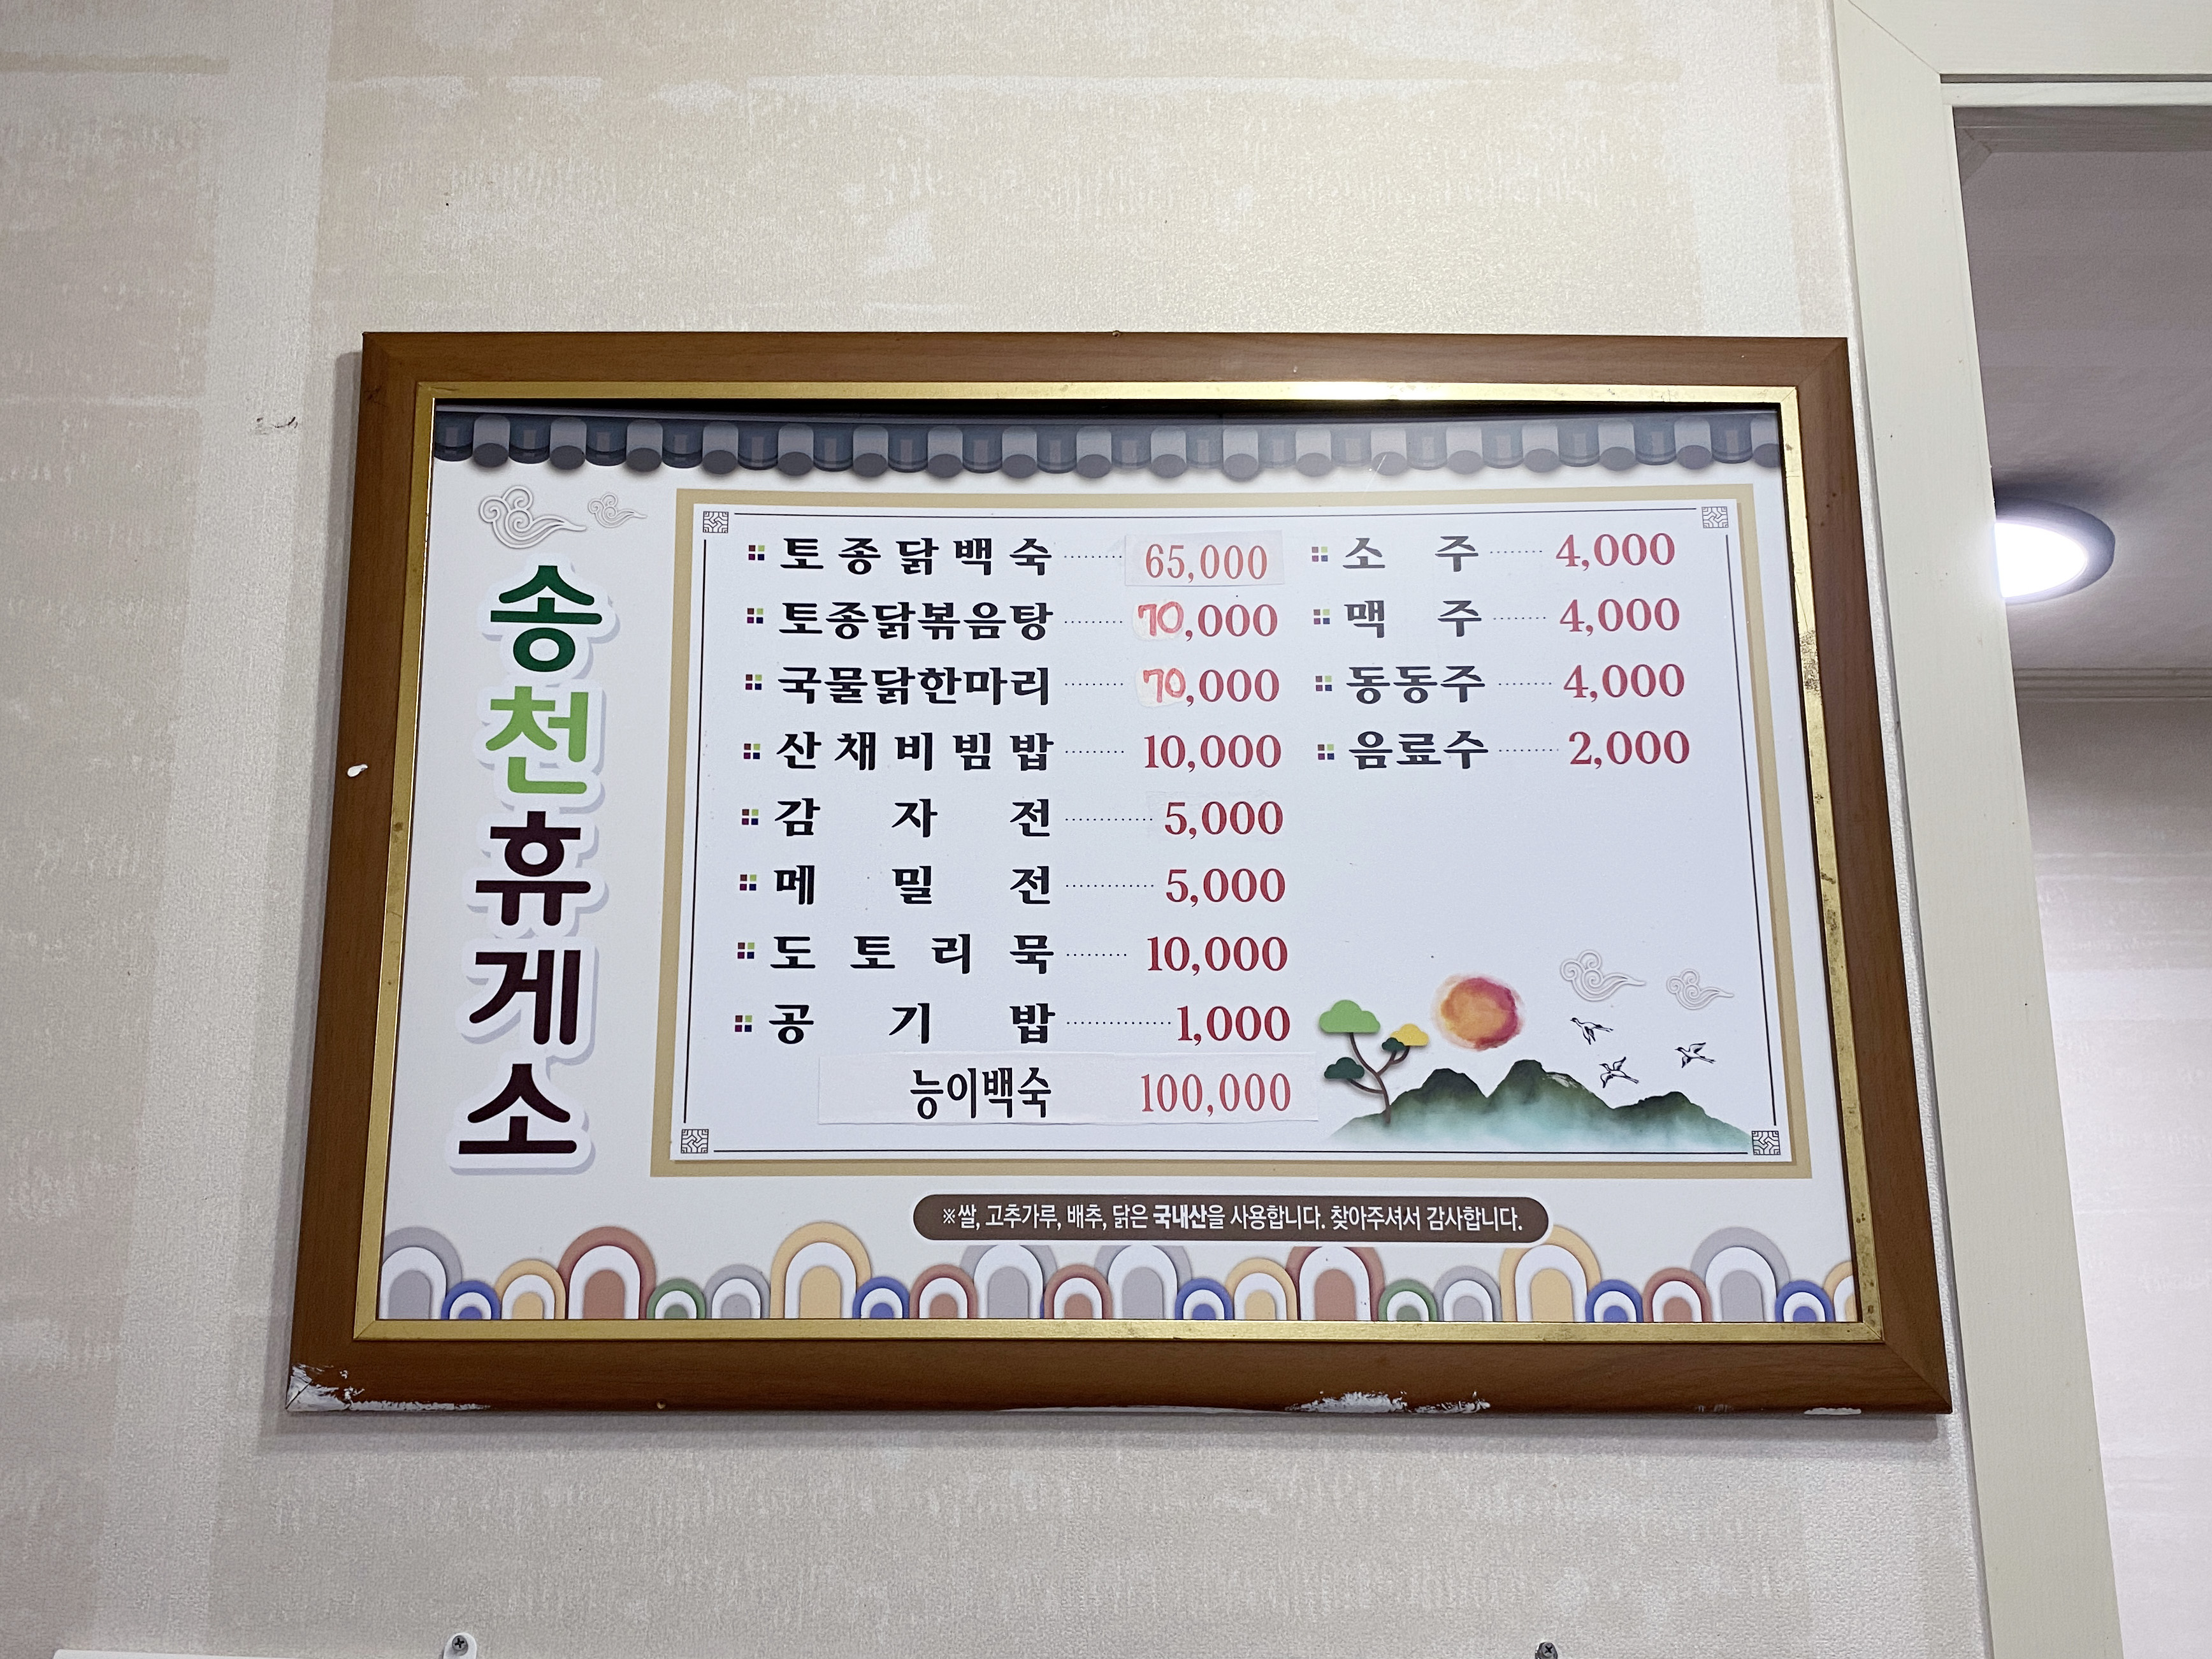 송천휴게소
토종닭백숙 65,000
토종닭볶음탕 70,000
국물닭한마리 70,000
산채비빔밥 10,000
감자전 5,000
메밀전 5,000
도토리묵 10,000
공기밥 1,000
능이백숙 100,000
소주 4,000
맥주 4,000
동동주 4,000
음료수 2,000
※쌀, 고추가루, 배추, 닭은 국내산을 사용합니다. 찾아주셔서 감사합니다.